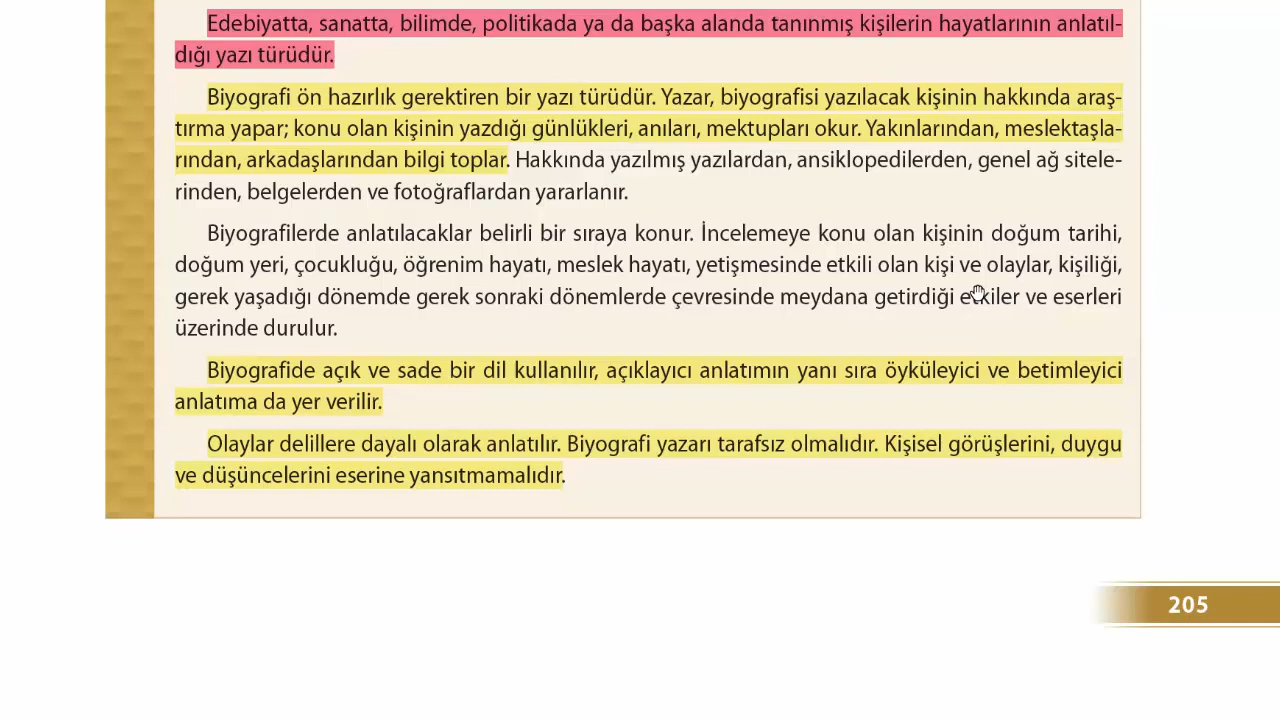 Edebiyatta, sanatta, bilimde, politikada ya da başka alanda tanınmış kişilerin hayatlarının anlatıl-
dığı yazı türüdür.
Biyografi ön hazırlık gerektiren bir yazı türüdür. Yazar, biyografisi yazılacak kişinin hakkında araş-
tırma yapar; konu olan kişinin yazdığı günlükleri, anıları, mektupları okur. Yakınlarından, meslektaşla-
rından, arkadaşlarından bilgi toplar. Hakkında yazılmış yazılardan, ansiklopedilerden, genel ağ sitele-
rinden, belgelerden ve fotoğraflardan yararlanır.
Biyografilerde anlatılacaklar belirli bir sıraya konur. İncelemeye konu olan kişinin doğum tarihi,
doğum yeri, çocukluğu, öğrenim hayatı, meslek hayatı, yetişmesinde etkili olan kişi ve olaylar, kişiliği,
gerek yaşadığı dönemde gerek sonraki dönemlerde çevresinde meydana getirdiği etkiler ve eserleri
üzerinde durulur.
Biyografide açık ve sade bir dil kullanılır, açıklayıcı anlatımın yanı sıra öyküleyici ve betimleyici
anlatıma da yer verilir.
Olaylar delillere dayalı olarak anlatılır. Biyografi yazarı tarafsız olmalıdır. Kişisel görüşlerini, duygu
ve düşüncelerini eserine yansıtmamalıdır.
205